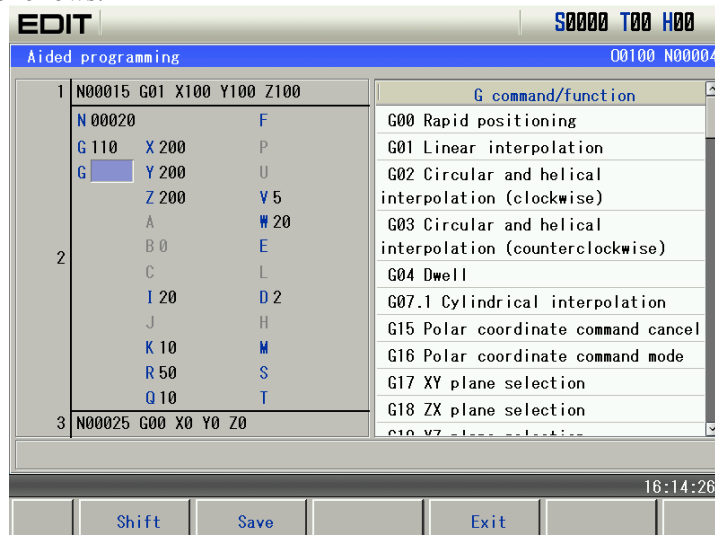 EDIT
S0000 T00 H00
Aided programming
O0100 N00004
1 N00015 G01 X100 Y100 Z100
N 00020 F
G 110 X 200 P
G Y 200 U
Z 200 V 5
A W 20
B 0 E
2
C L
I 20 D 2
J H
K 10 M
R 50 S
Q 10 T
3 N00025 G00 X0 Y0 Z0
G command/function
G00 Rapid positioning
G01 Linear interpolation
G02 Circular and helical
interpolation (clockwise)
G03 Circular and helical
interpolation (counterclockwise)
G04 Dwell
G07.1 Cylindrical interpolation
G15 Polar coordinate command cancel
G16 Polar coordinate command mode
G17 XY plane selection
G18 ZX plane selection
G19 YZ plane selection
16:14:26
Shift Save Exit